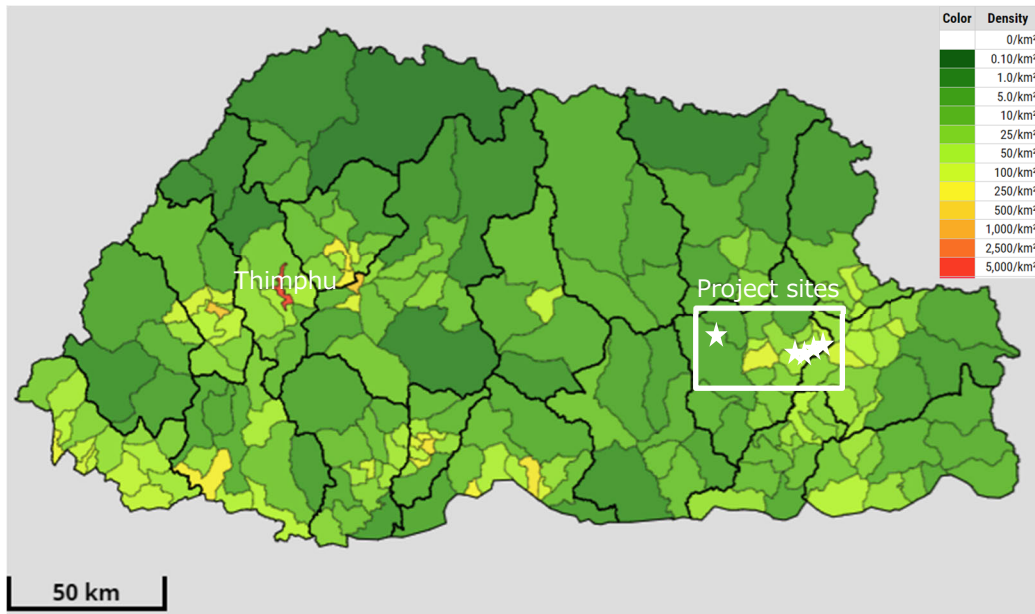 Color Density
0/km²
0.10/km²
1.0/km²
5.0/km²
10/km²
25/km²
50/km²
100/km²
250/km²
500/km²
1,000/km²
2,500/km²
5,000/km²
Thimphu
Project sites
50 km